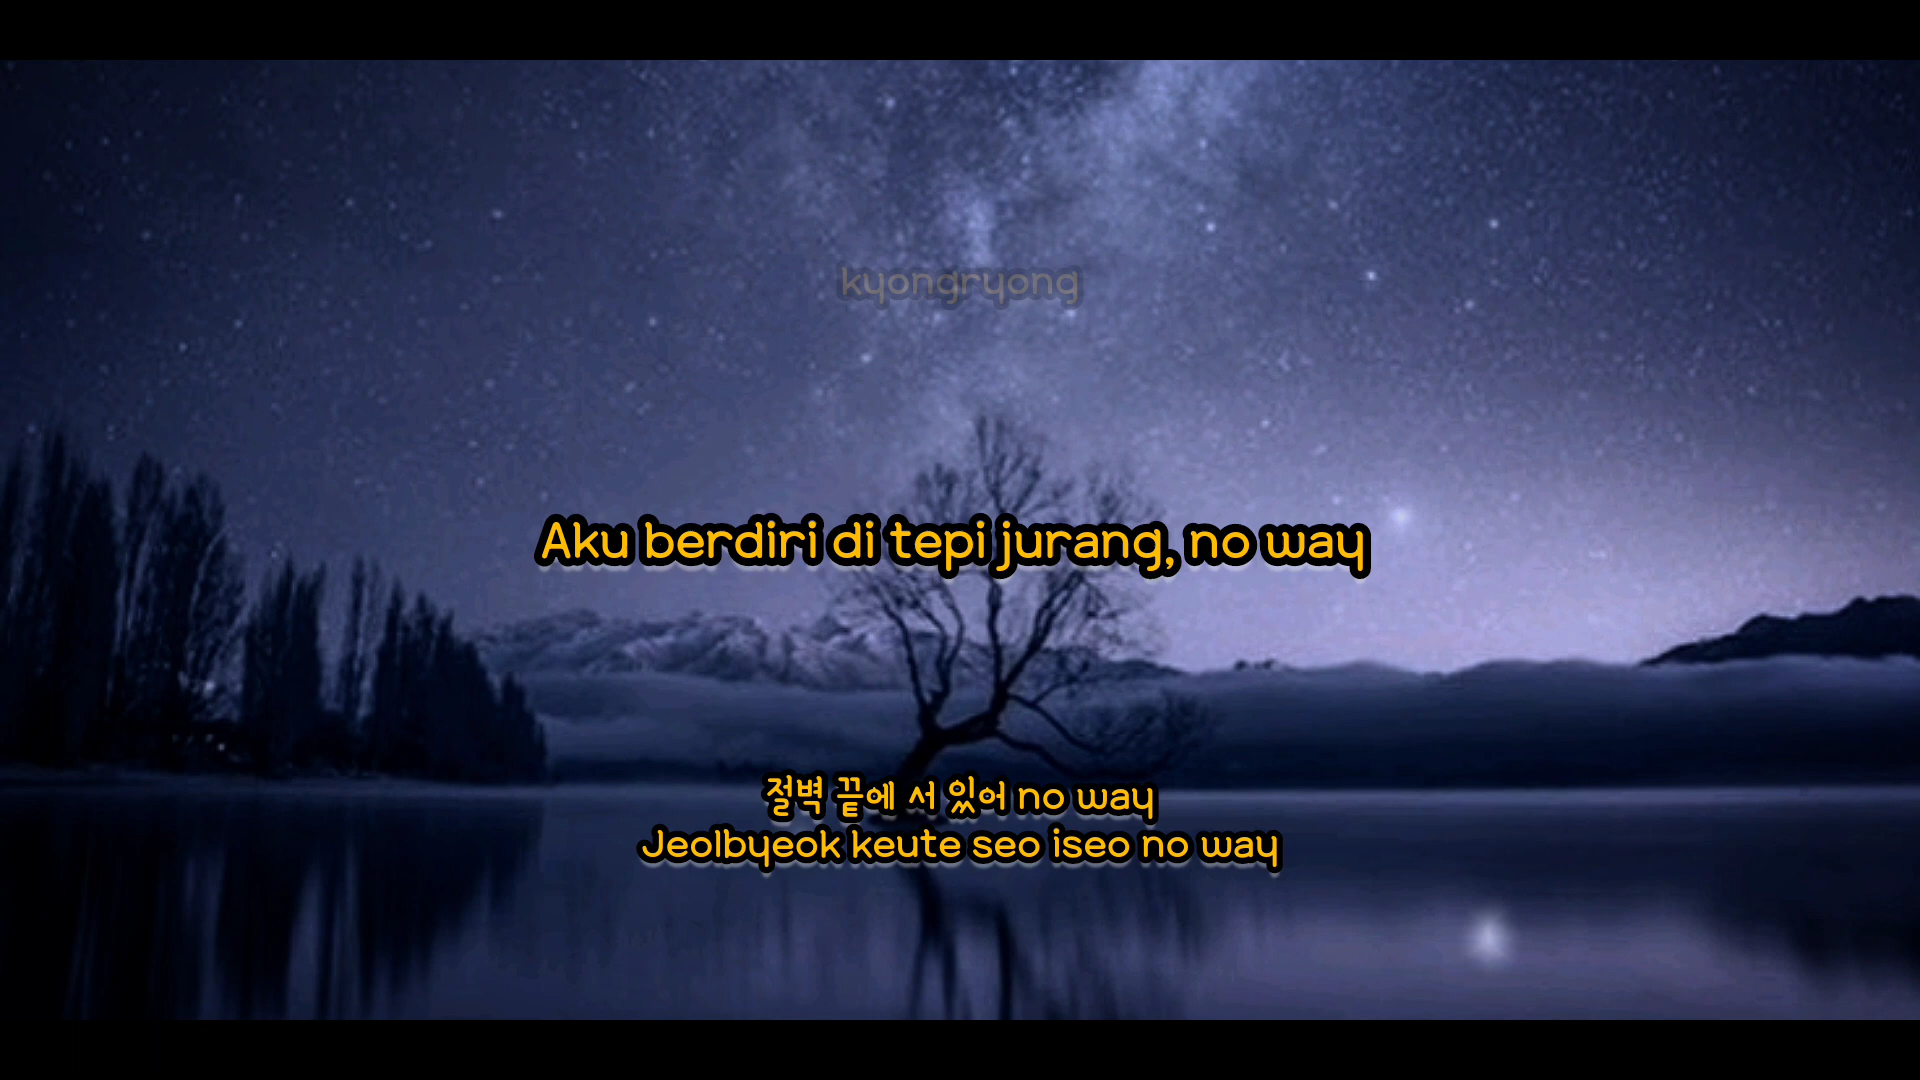 kyongryong
Aku berdiri di tepi jurang, no way
절벽 끝에 서 있어 no way
Jeolbyeok keute seo iseo no way